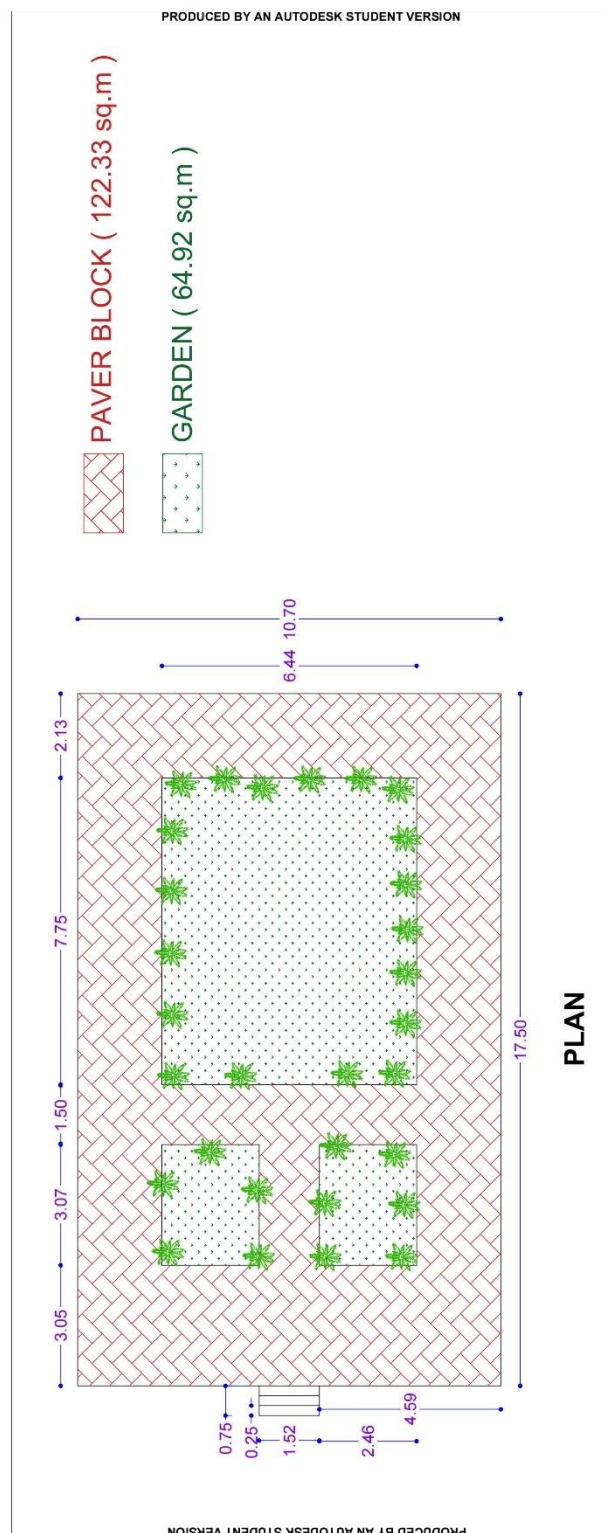 PRODUCED BY AN AUTODESK STUDENT VERSION
PAVER BLOCK ( 122.33 sq.m )
GARDEN ( 64.92 sq.m )
10.70
6.44
2.13
7.75
1.50
3.07
3.05
17.50
PLAN
0.75
0.25
1.52
2.46
4.59
PRODUCED BY AN AUTODESK STUDENT VERSION